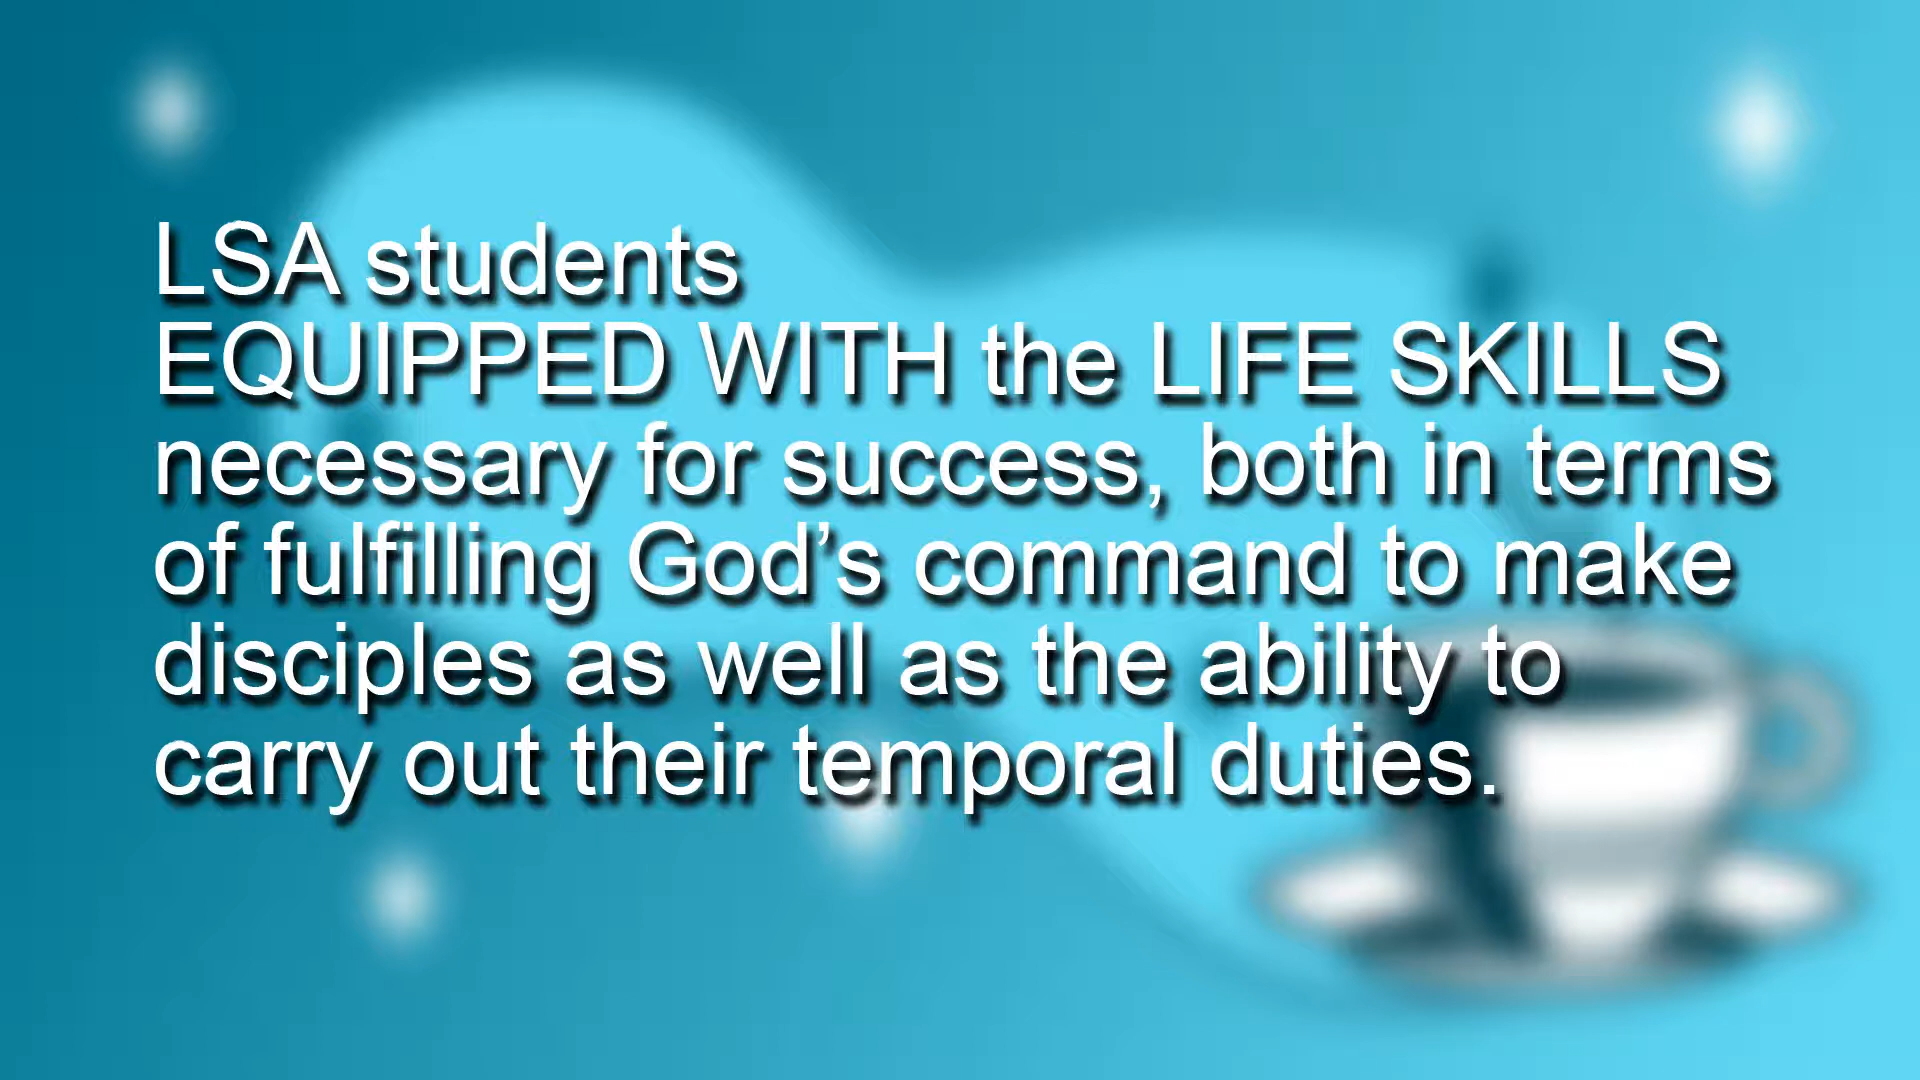 LSA students
EQUIPPED WITH the LIFE SKILLS
necessary for success, both in terms
of fulfilling God’s command to make
disciples as well as the ability to
carry out their temporal duties.